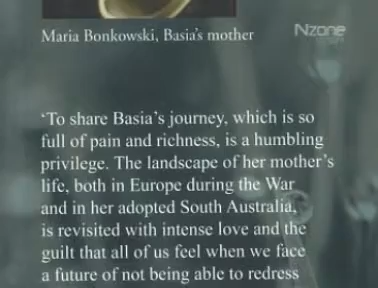 Maria Bonkowski, Basia's mother
Nzone
'To share Basia's journey, which is so
full of pain and richness, is a humbling
privilege. The landscape of her mother's
life, both in Europe during the War
and in her adopted South Australia,
is revisited with intense love and the
guilt that all of us feel when we face
a future of not being able to redress